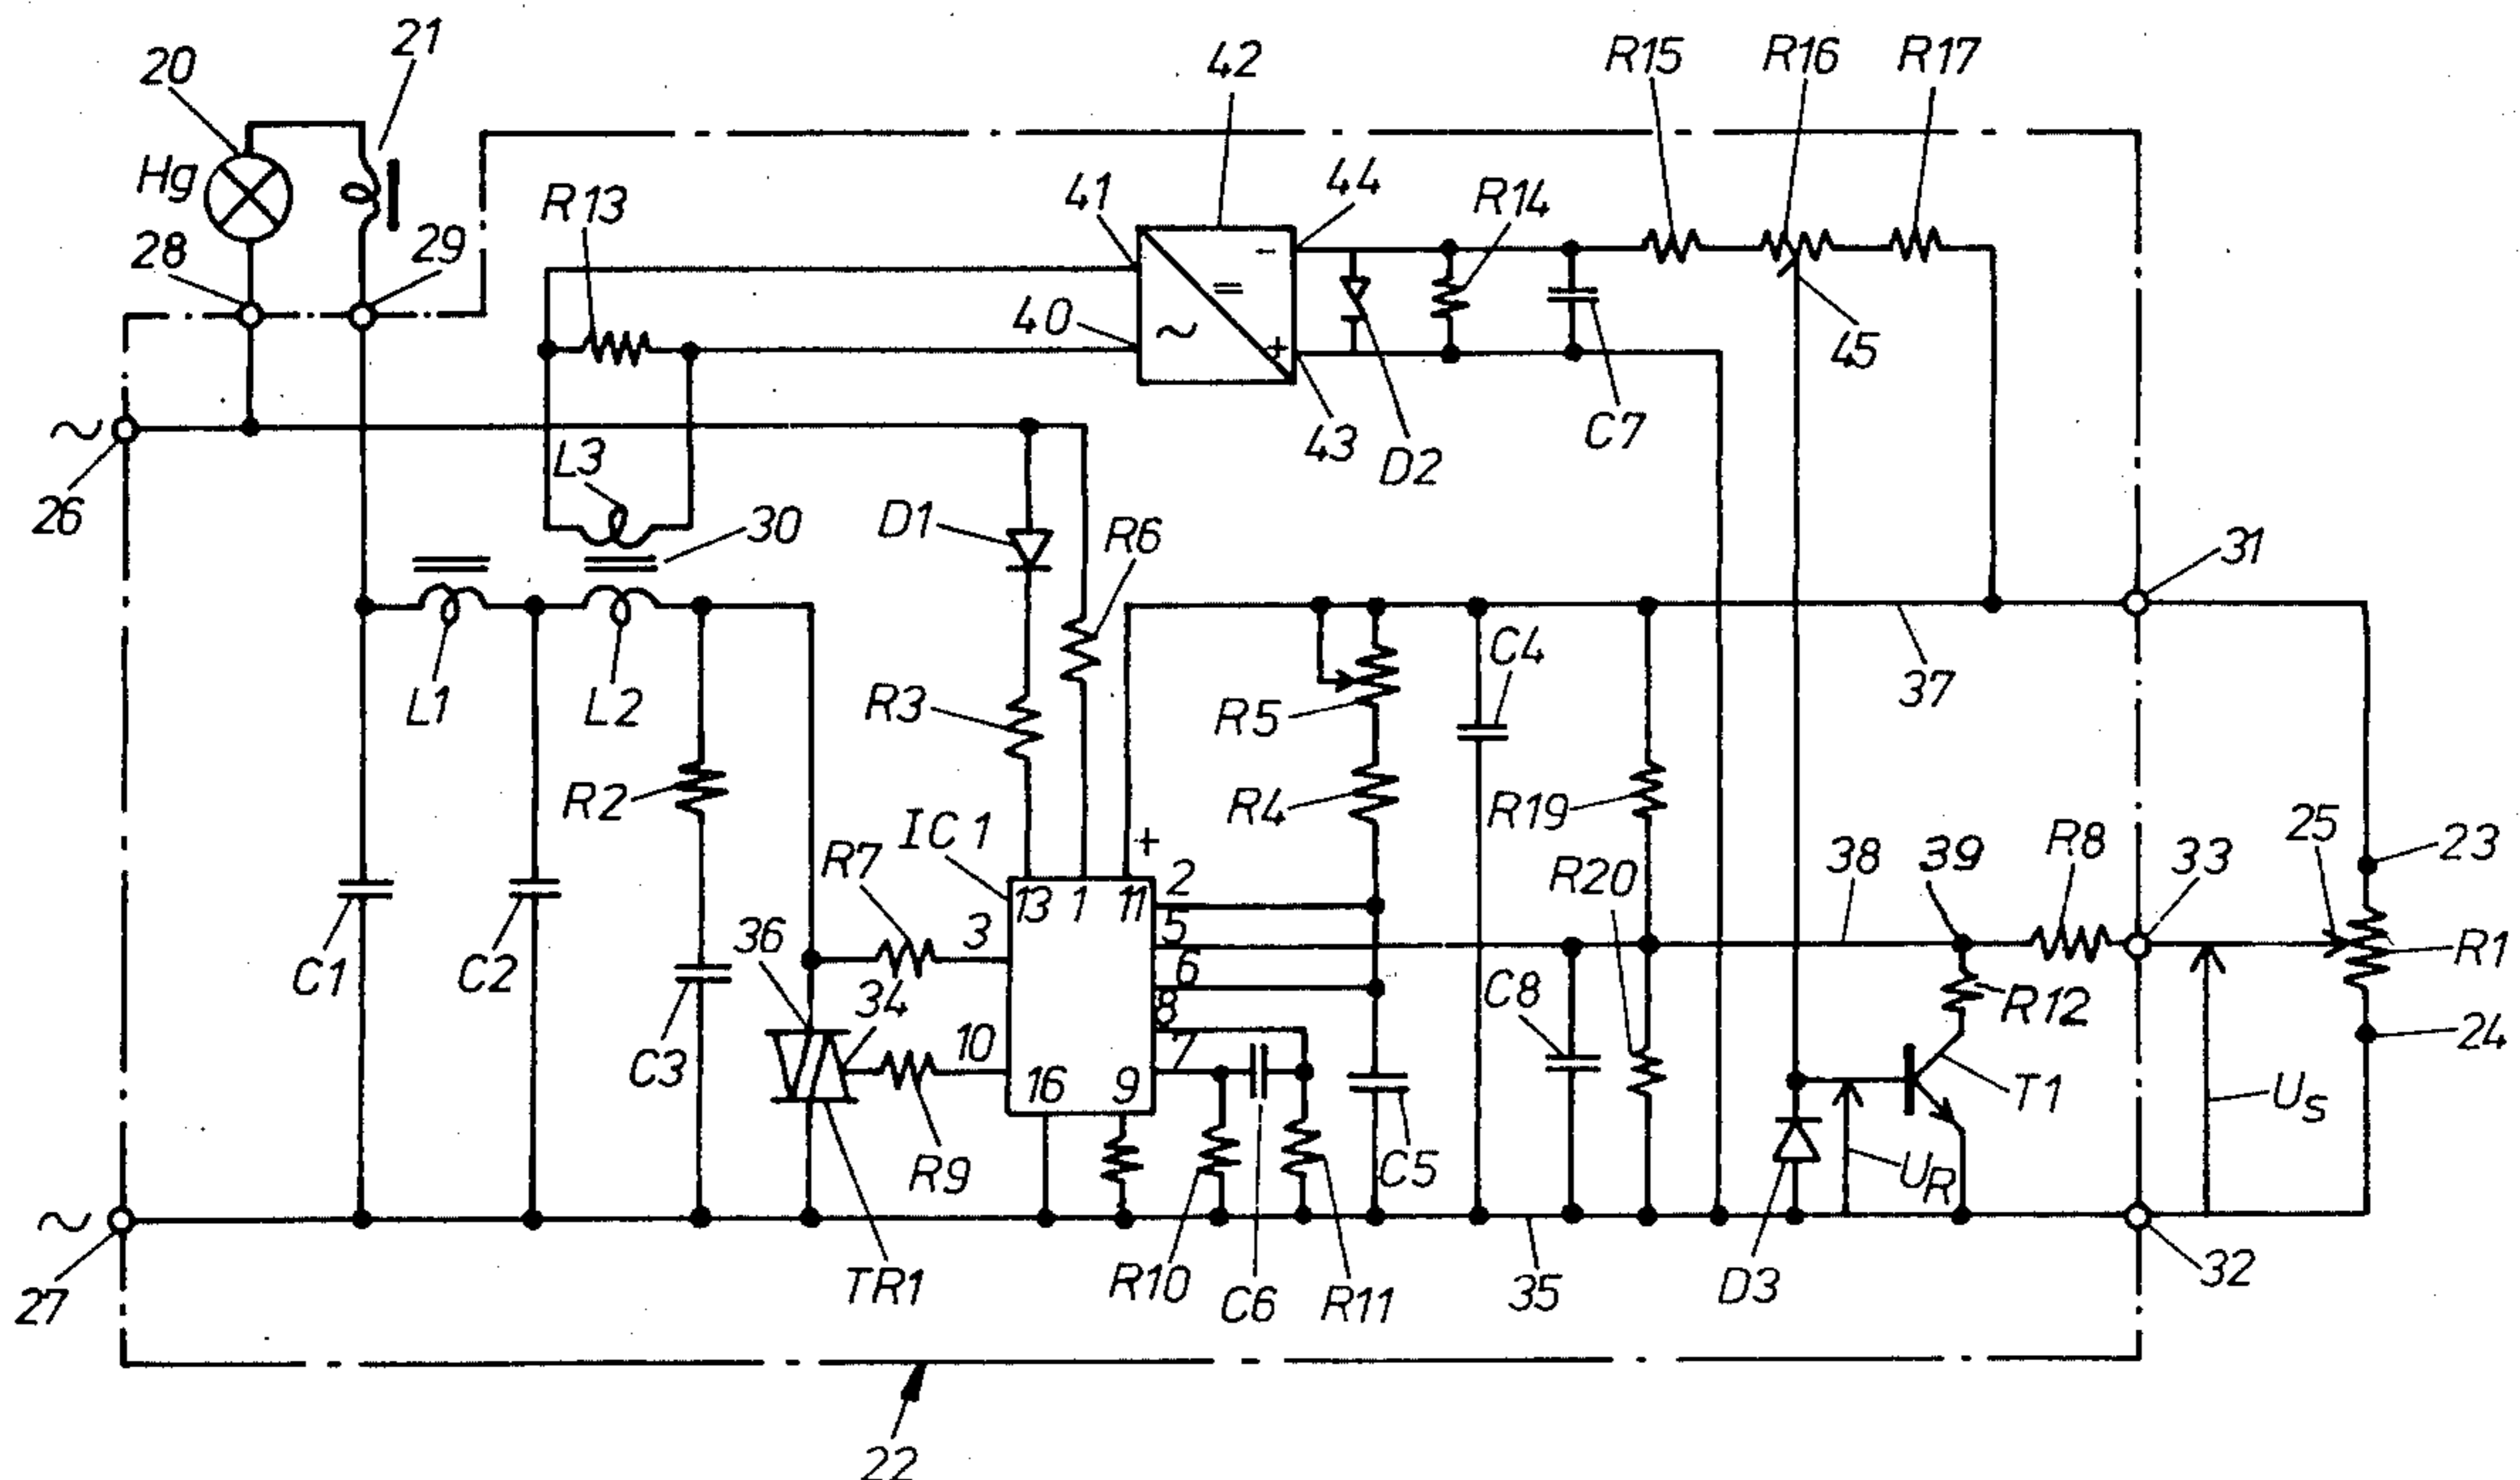 21
20
42
R15 R16 R17
Hg
R13
41
44
R14
28
29
40
~
=
−
+
45
43
D2
C7
~
26
L3
30
D1
R6
31
L1
L2
R3
R5
C4
37
R2
IC1
R7
+
R4
R19
R20
38
39
R8
33
25
23
13 1 11
2
3
5
6
8
7
10
16 9
36
34
C1
C2
C3
R9
C8
C5
R12
T1
R1
24
US
UR
~
27
TR1
R10
C6
R11
35
D3
32
22